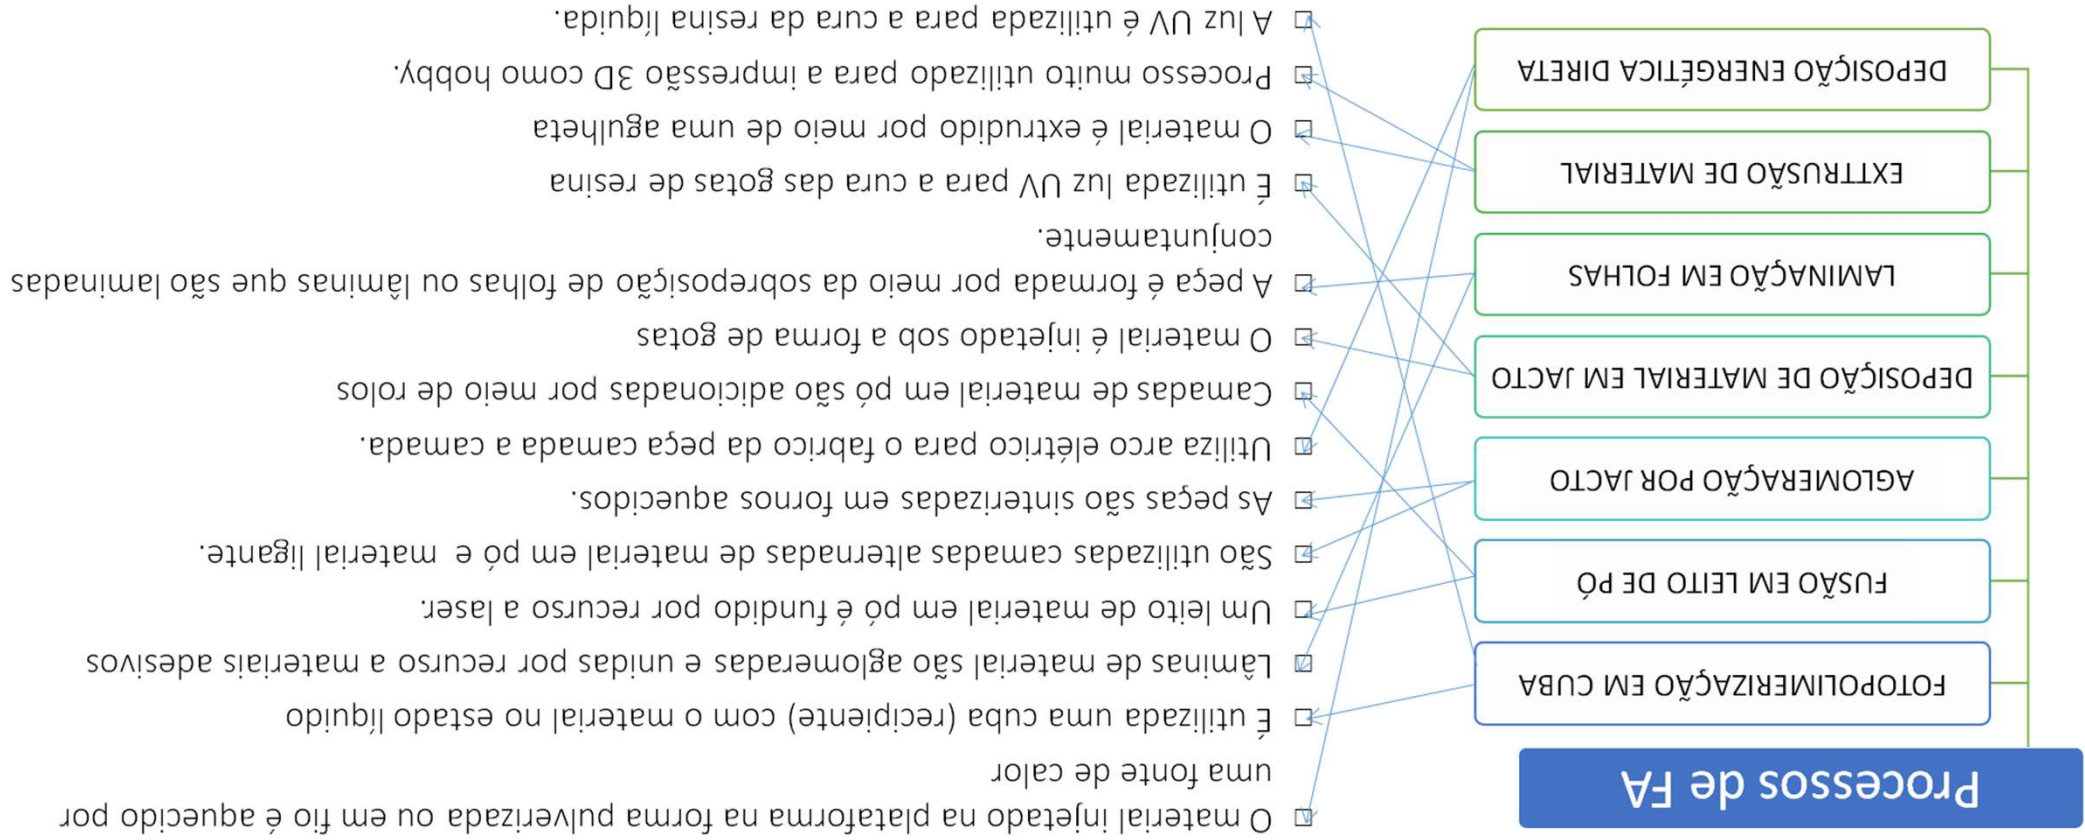 Processos de FA
FOTOPOLIMERIZAÇÃO EM CUBA
FUSÃO EM LEITO DE PÓ
AGLOMERAÇÃO POR JACTO
DEPOSIÇÃO DE MATERIAL EM JACTO
LAMINAÇÃO EM FOLHAS
EXTTRUSÃO DE MATERIAL
DEPOSIÇÃO ENERGÉTICA DIRETA
O material injetado na plataforma na forma pulverizada ou em fio é aquecido por
uma fonte de calor
É utilizada uma cuba (recipiente) com o material no estado líquido
Lâminas de material são aglomeradas e unidas por recurso a materiais adesivos
Um leito de material em pó é fundido por recurso a laser.
São utilizadas camadas alternadas de material em pó e material ligante.
As peças são sinterizadas em fornos aquecidos.
Utiliza arco elétrico para o fabrico da peça camada a camada.
Camadas de material em pó são adicionadas por meio de rolos
O material é injetado sob a forma de gotas
A peça é formada por meio da sobreposição de folhas ou lâminas que são laminadas
conjuntamente.
É utilizada luz UV para a cura das gotas de resina
O material é extrudido por meio de uma agulheta
Processo muito utilizado para a impressão 3D como hobby.
A luz UV é utilizada para a cura da resina líquida.